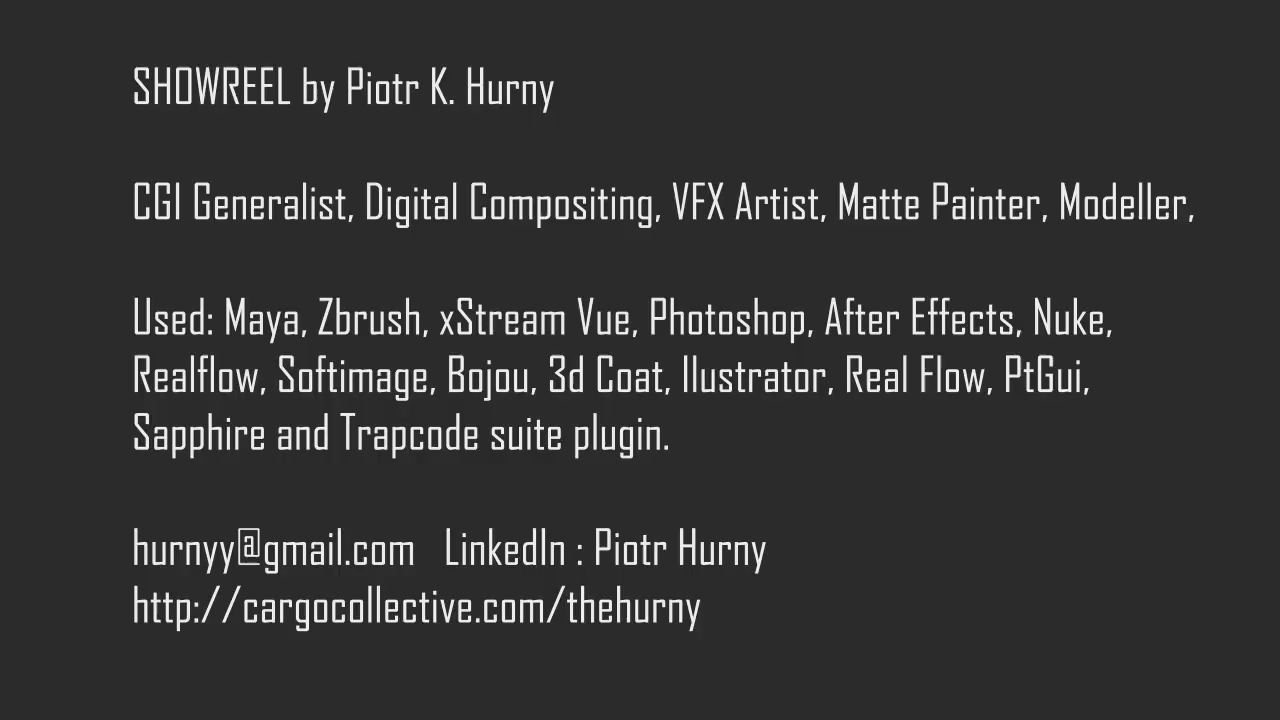 SHOWREEL by Piotr K. Hurny
CGI Generalist, Digital Compositing, VFX Artist, Matte Painter, Modeller,
Used: Maya, Zbrush, xStream Vue, Photoshop, After Effects, Nuke,
Realflow, Softimage, Bojou, 3d Coat, Ilustrator, Real Flow, PtGui,
Sapphire and Trapcode suite plugin.
hurnyy@gmail.com   LinkedIn : Piotr Hurny
http://cargocollective.com/thehurny